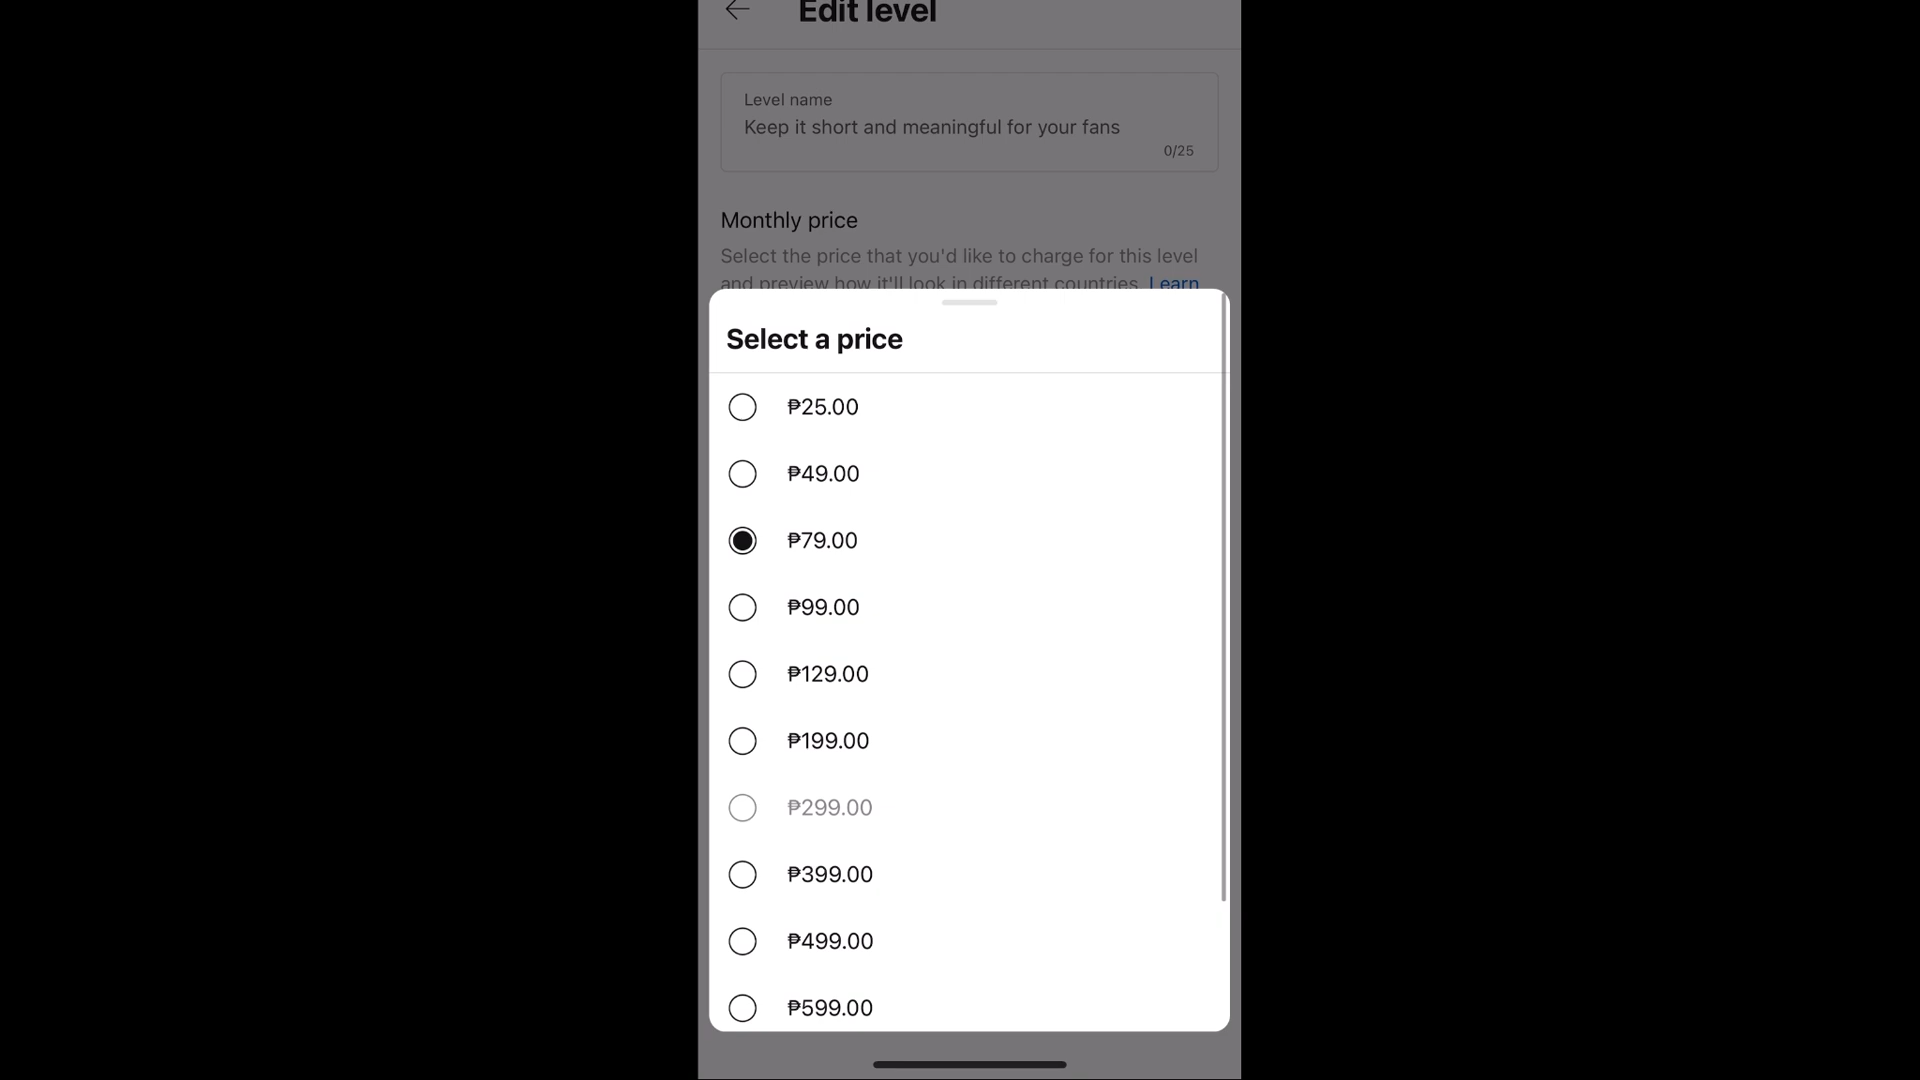 Edit level
Level name
Keep it short and meaningful for your fans
0/25
Monthly price
Select the price that you'd like to charge for this level
and preview how it'll look in different countries. Learn
Select a price
₱25.00
₱49.00
₱79.00
₱99.00
₱129.00
₱199.00
₱299.00
₱399.00
₱499.00
₱599.00